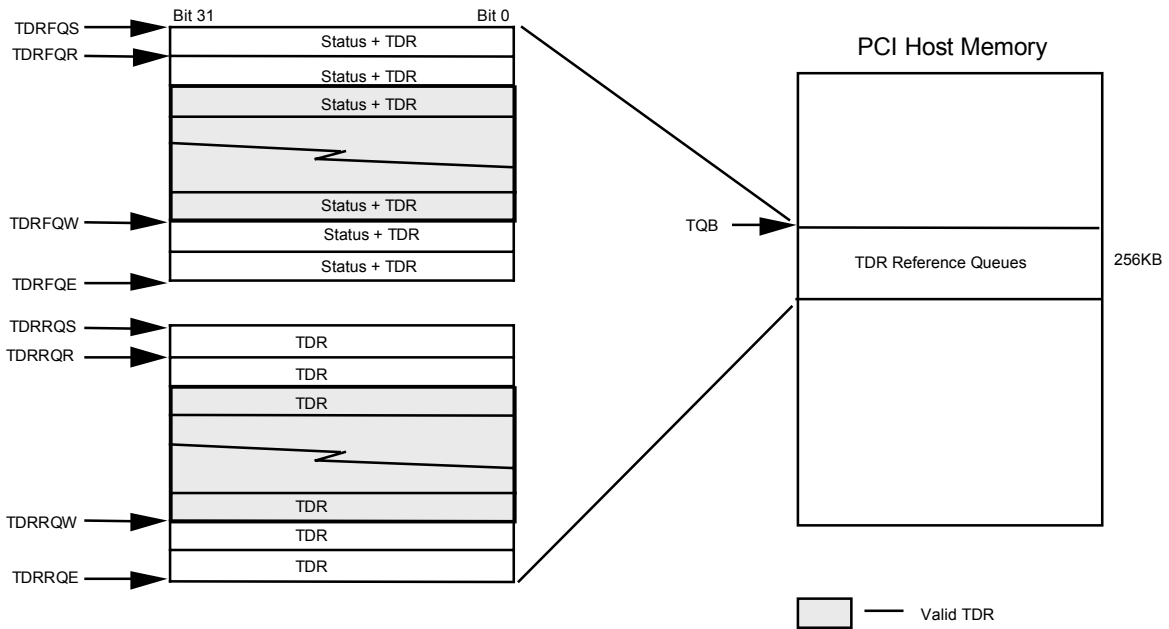 Bit 31
Bit 0
TDRFQS
Status + TDR
TDRFQR
Status + TDR
Status + TDR
Status + TDR
TDRFQW
Status + TDR
Status + TDR
TDRFQE
TDRRQS
TDR
TDRRQR
TDR
TDR
TDR
TDRRQW
TDR
TDR
TDRRQE
PCI Host Memory
TQB
TDR Reference Queues
256KB
Valid TDR